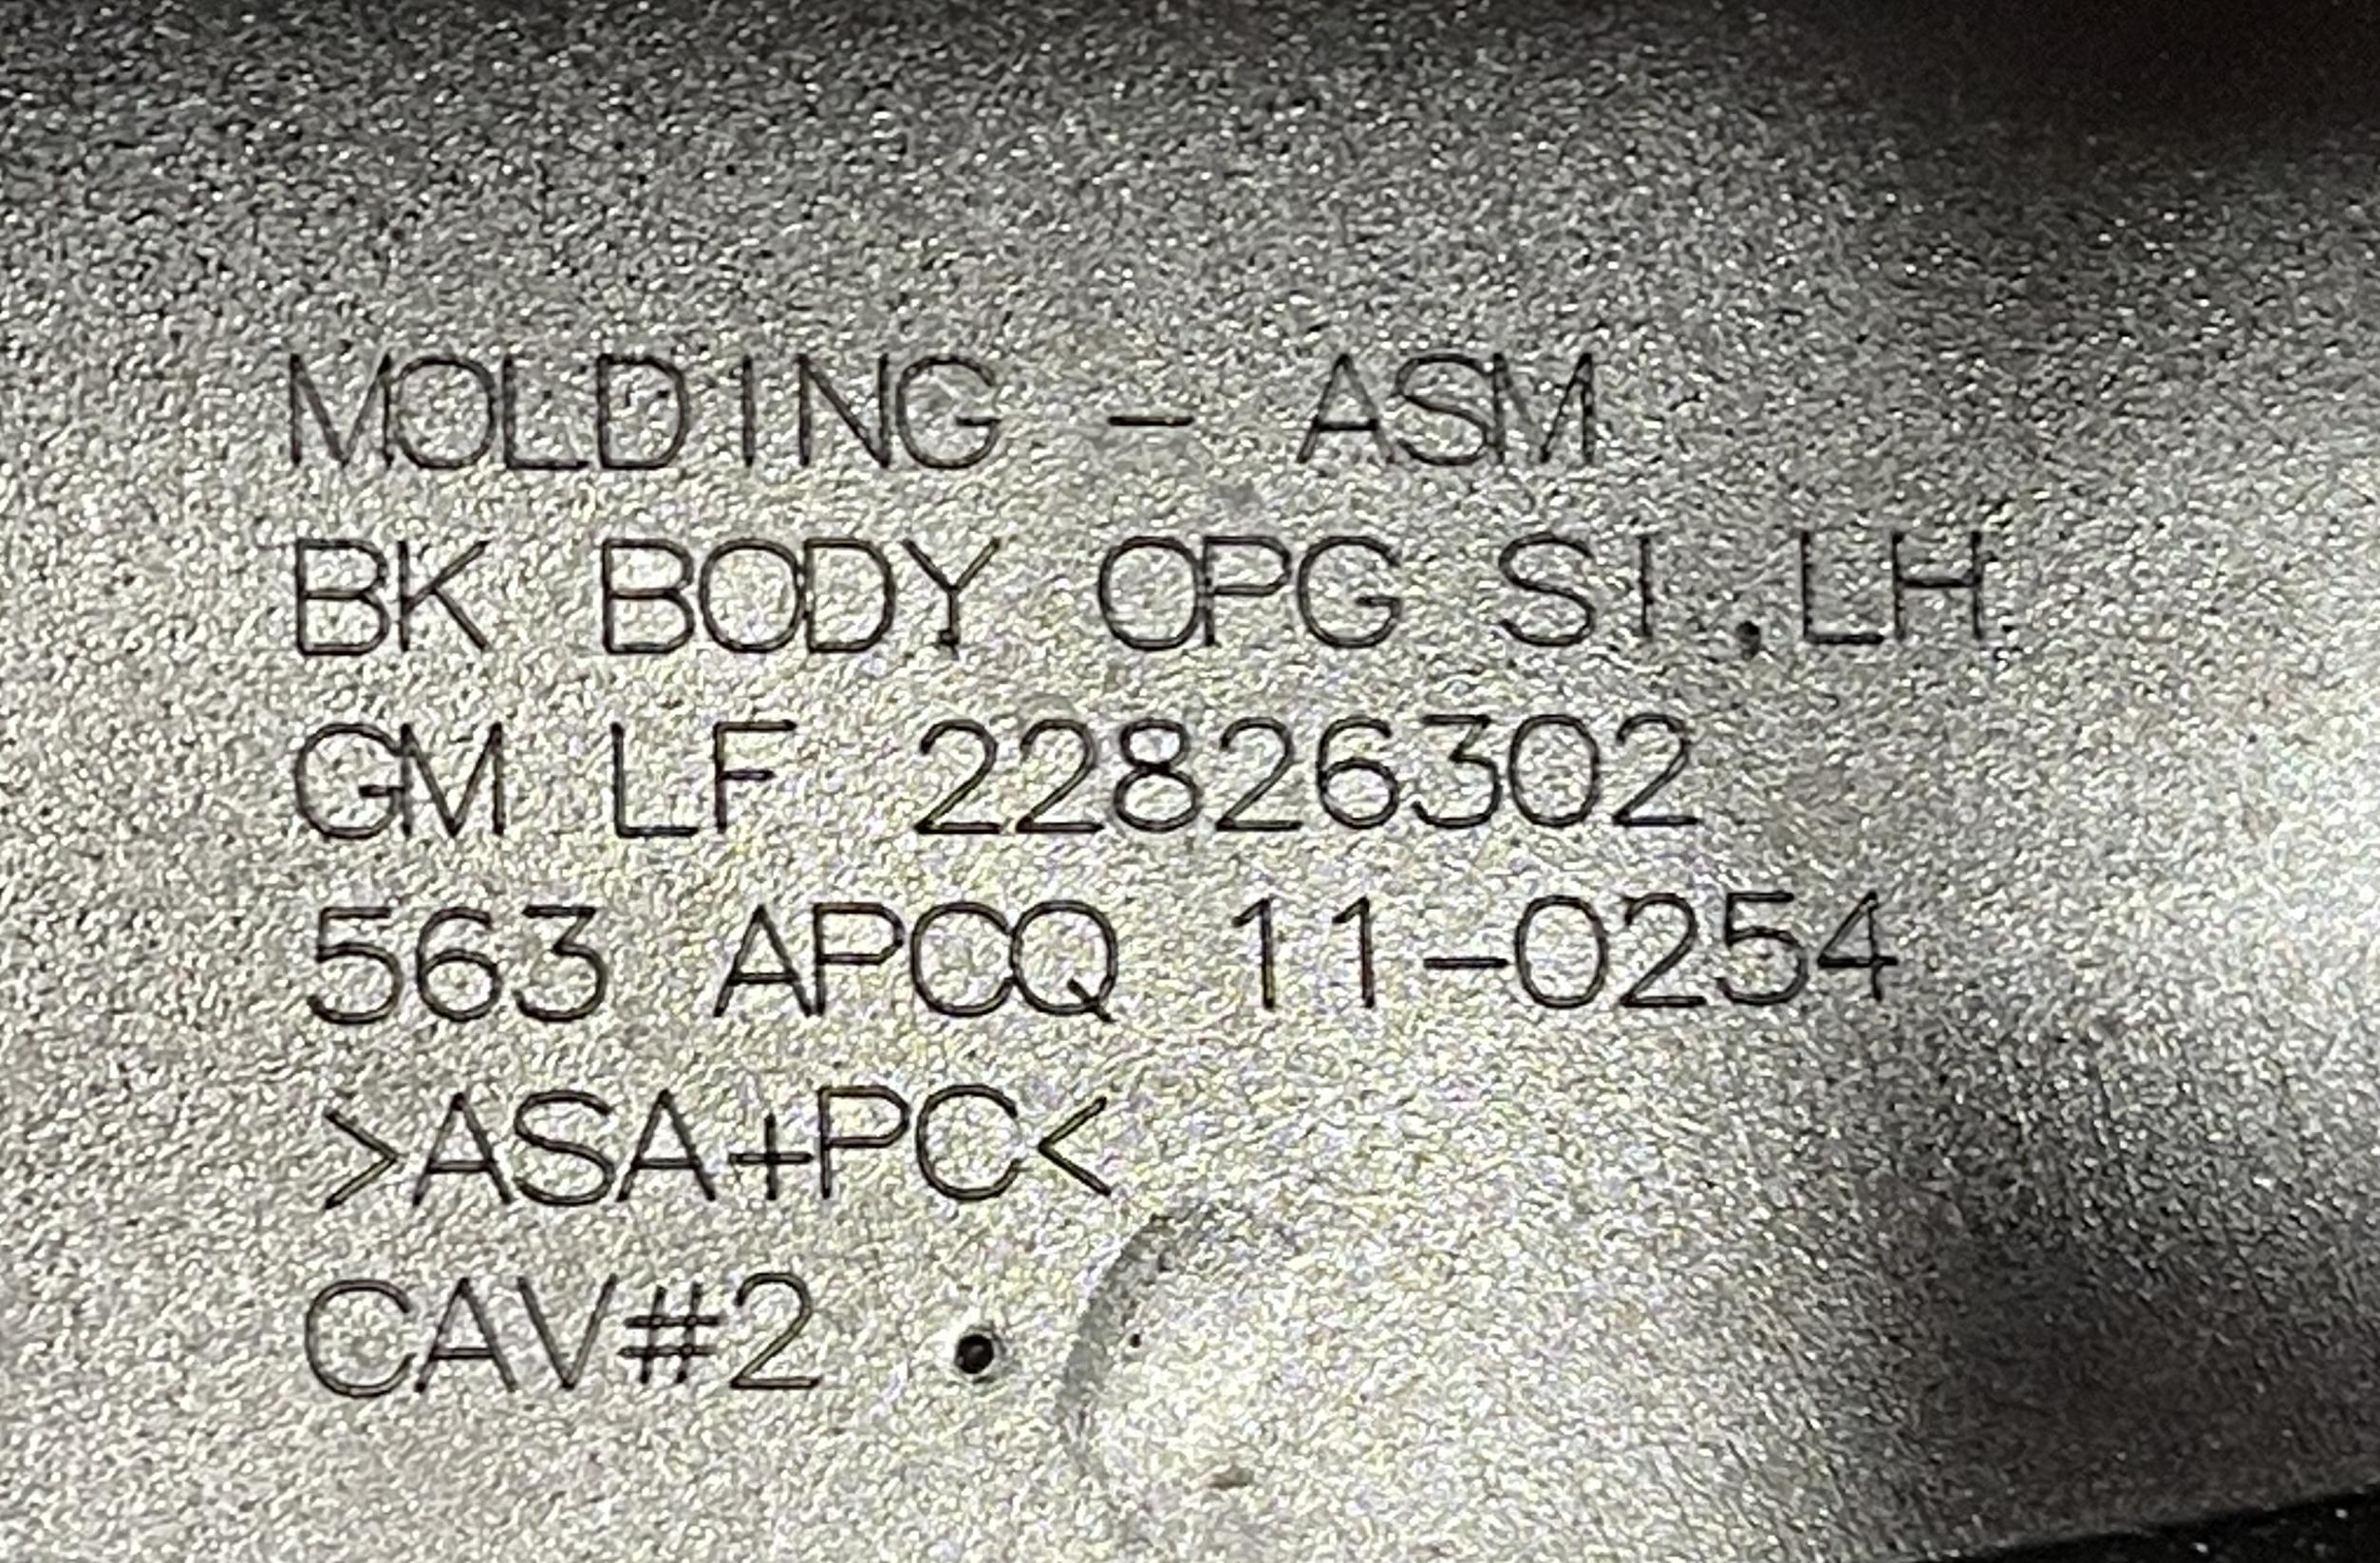 MOLDING - ASM
BK BODY OPG SI.LH
GM LF 22826302
563 APCQ 11-0254
>ASA+PC<
CAV#2